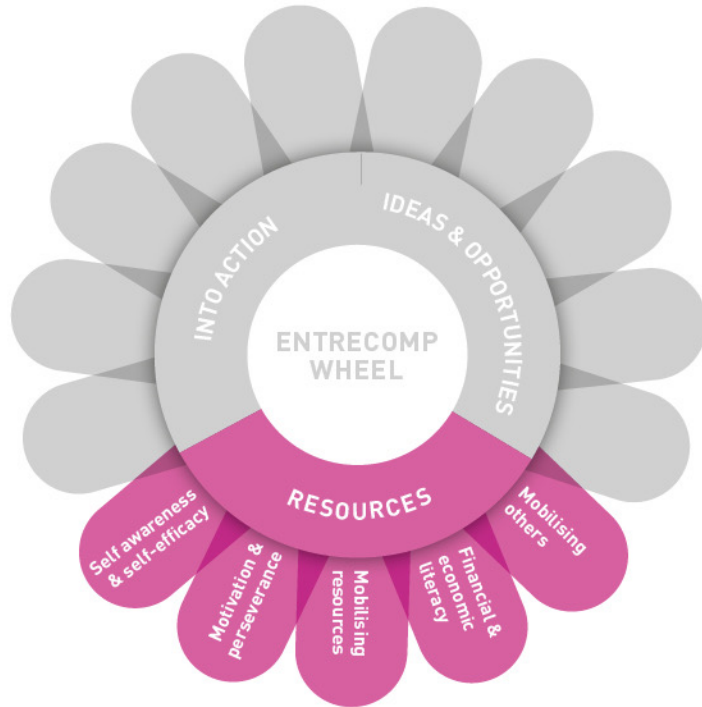 INTO ACTION
IDEAS & OPPORTUNITIES
ENTRECOMP
WHEEL
RESOURCES
Self awareness
& self-efficacy
Motivation &
perseverance
Mobilising
resources
Financial &
economic
literacy
Mobilising
others